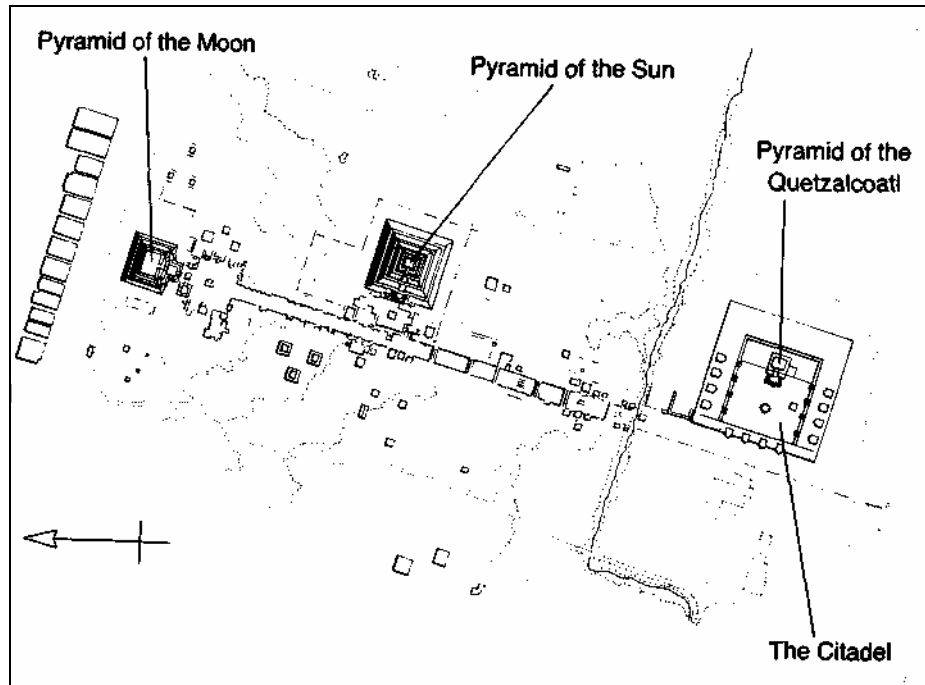 Pyramid of the Moon
Pyramid of the Sun
Pyramid of the
Quetzalcoatl
The Citadel